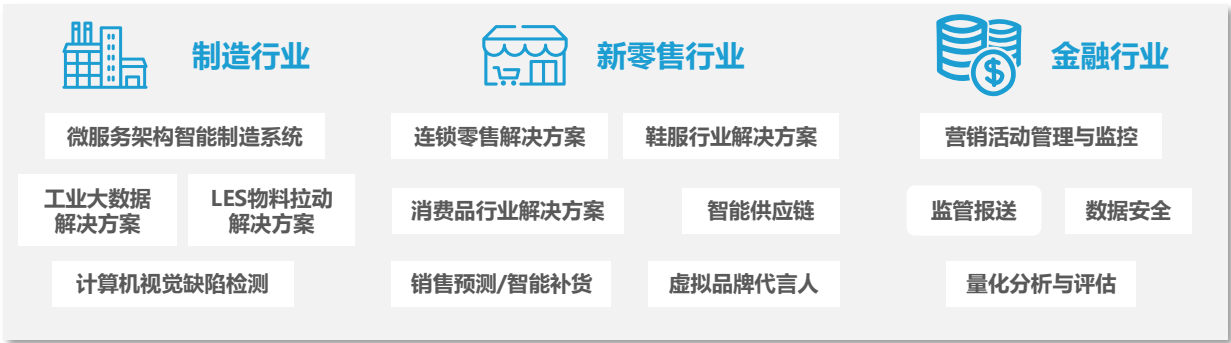 制造行业
微服务架构智能制造系统
工业大数据
解决方案
LES物料拉动
解决方案
计算机视觉缺陷检测
新零售行业
连锁零售解决方案
鞋服行业解决方案
消费品行业解决方案
智能供应链
销售预测/智能补货
虚拟品牌代言人
金融行业
营销活动管理与监控
监管报送
数据安全
量化分析与评估